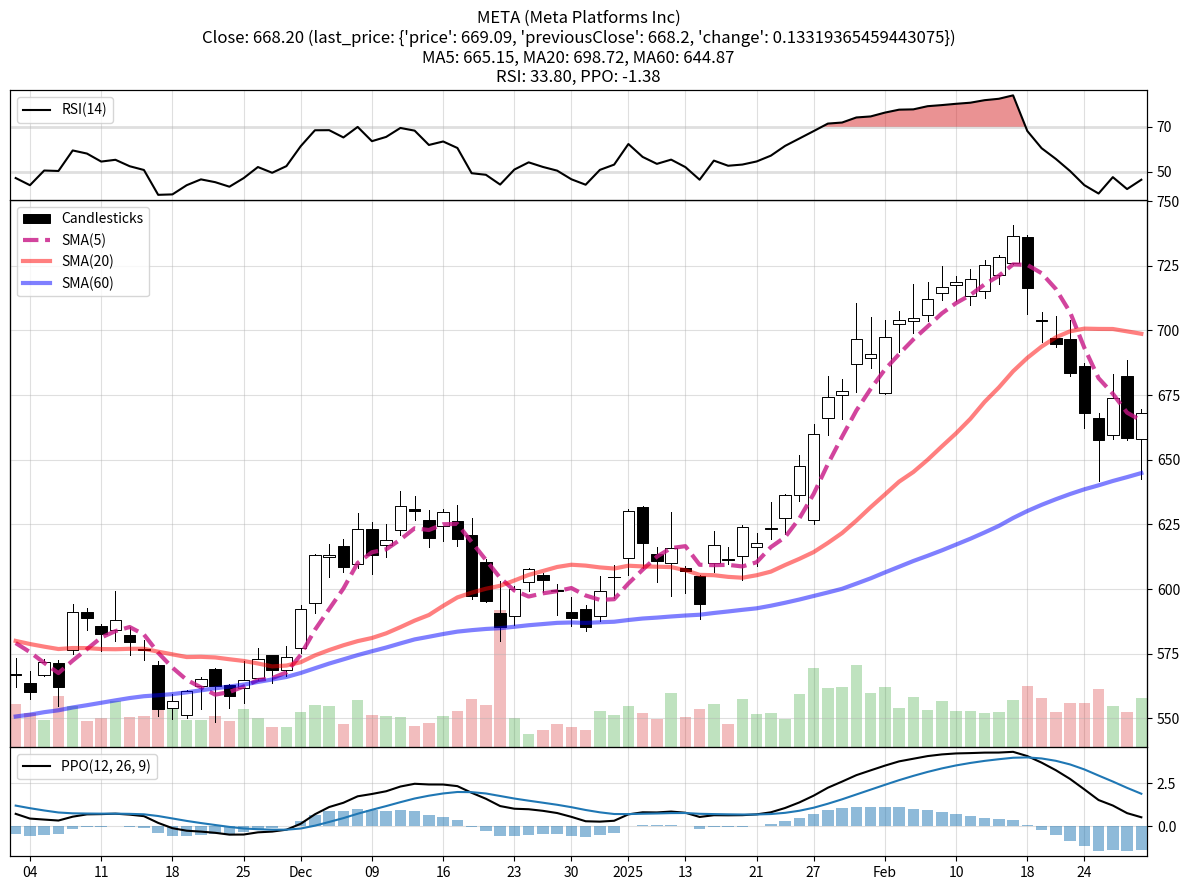 META (Meta Platforms Inc)
Close: 668.20 (last_price: {'price': 669.09, 'previousClose': 668.2, 'change': 0.13319365459443075})
MA5: 665.15, MA20: 698.72, MA60: 644.87
RSI: 33.80, PPO: -1.38
RSI(14)
70
50
750
Candlesticks
SMA(5)
SMA(20)
SMA(60)
725
700
675
650
625
600
575
550
PPO(12, 26, 9)
2.5
0.0
04 11 18 25 Dec 09 16 23 30 2025 13 21 27 Feb 10 18 24